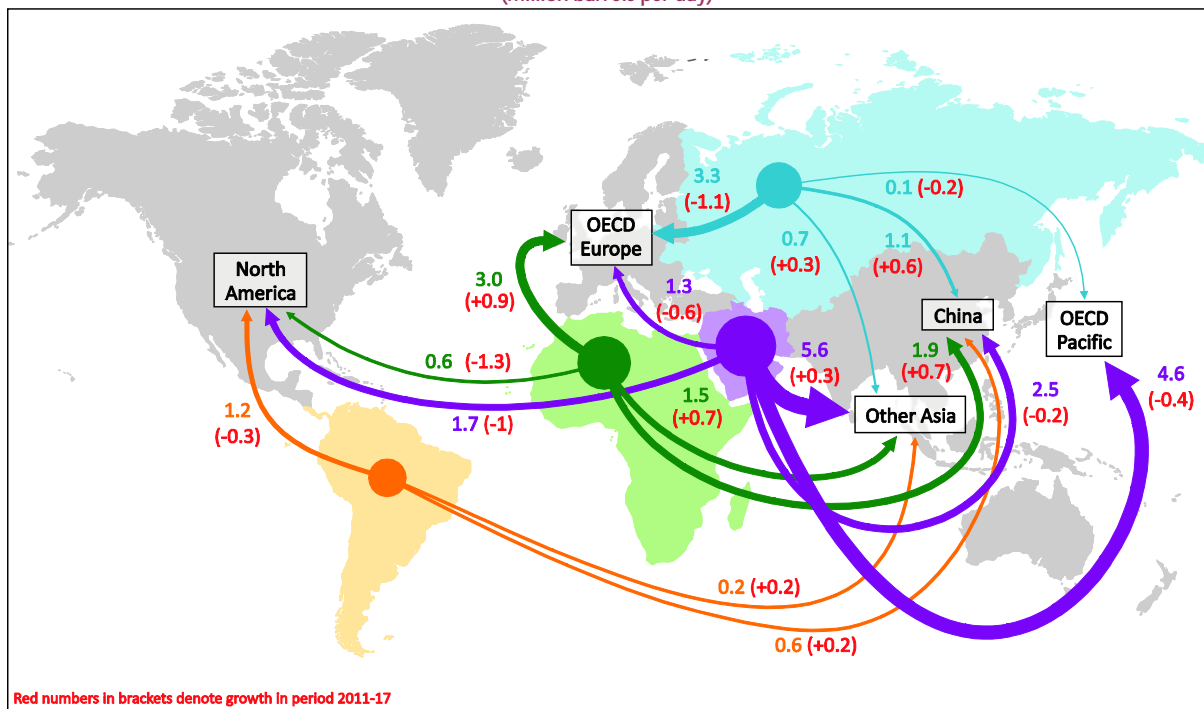 (million barrels per day)
3.3
(-1.1)
0.1 (-0.2)
OECD
Europe
0.7
(+0.3)
1.1
(+0.6)
North
America
3.0
(+0.9)
1.3
(-0.6)
China
OECD
Pacific
0.6 (-1.3)
5.6
(+0.3)
1.9
(+0.7)
4.6
(-0.4)
2.5
(-0.2)
1.2
(-0.3)
1.7 (-1)
1.5
(+0.7)
Other Asia
0.2 (+0.2)
0.6 (+0.2)
Red numbers in brackets denote growth in period 2011-17